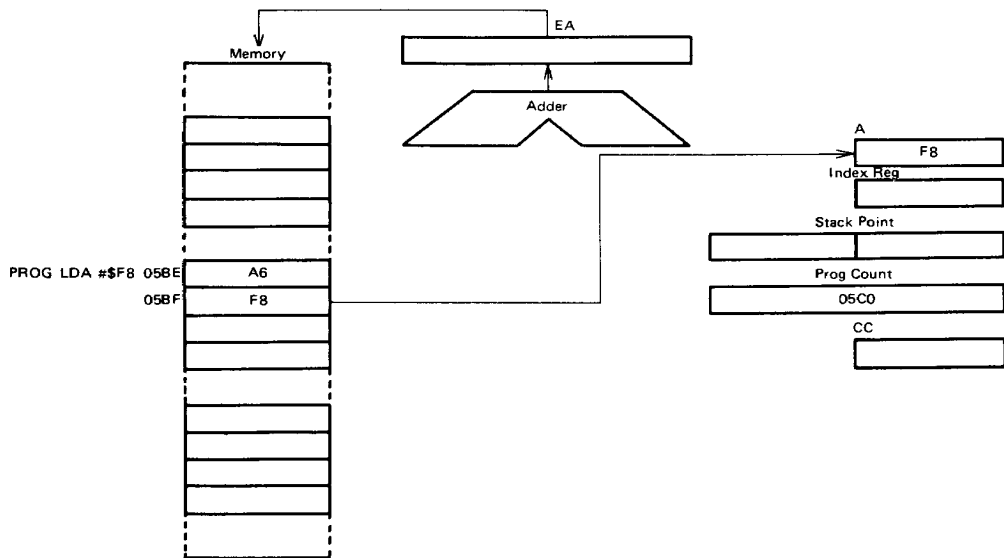 EA
Memory
Adder
A
F8
Index Reg
Stack Point
PROG LDA #$F8 05BE A6
Prog Count
05BF F8
05C0
CC